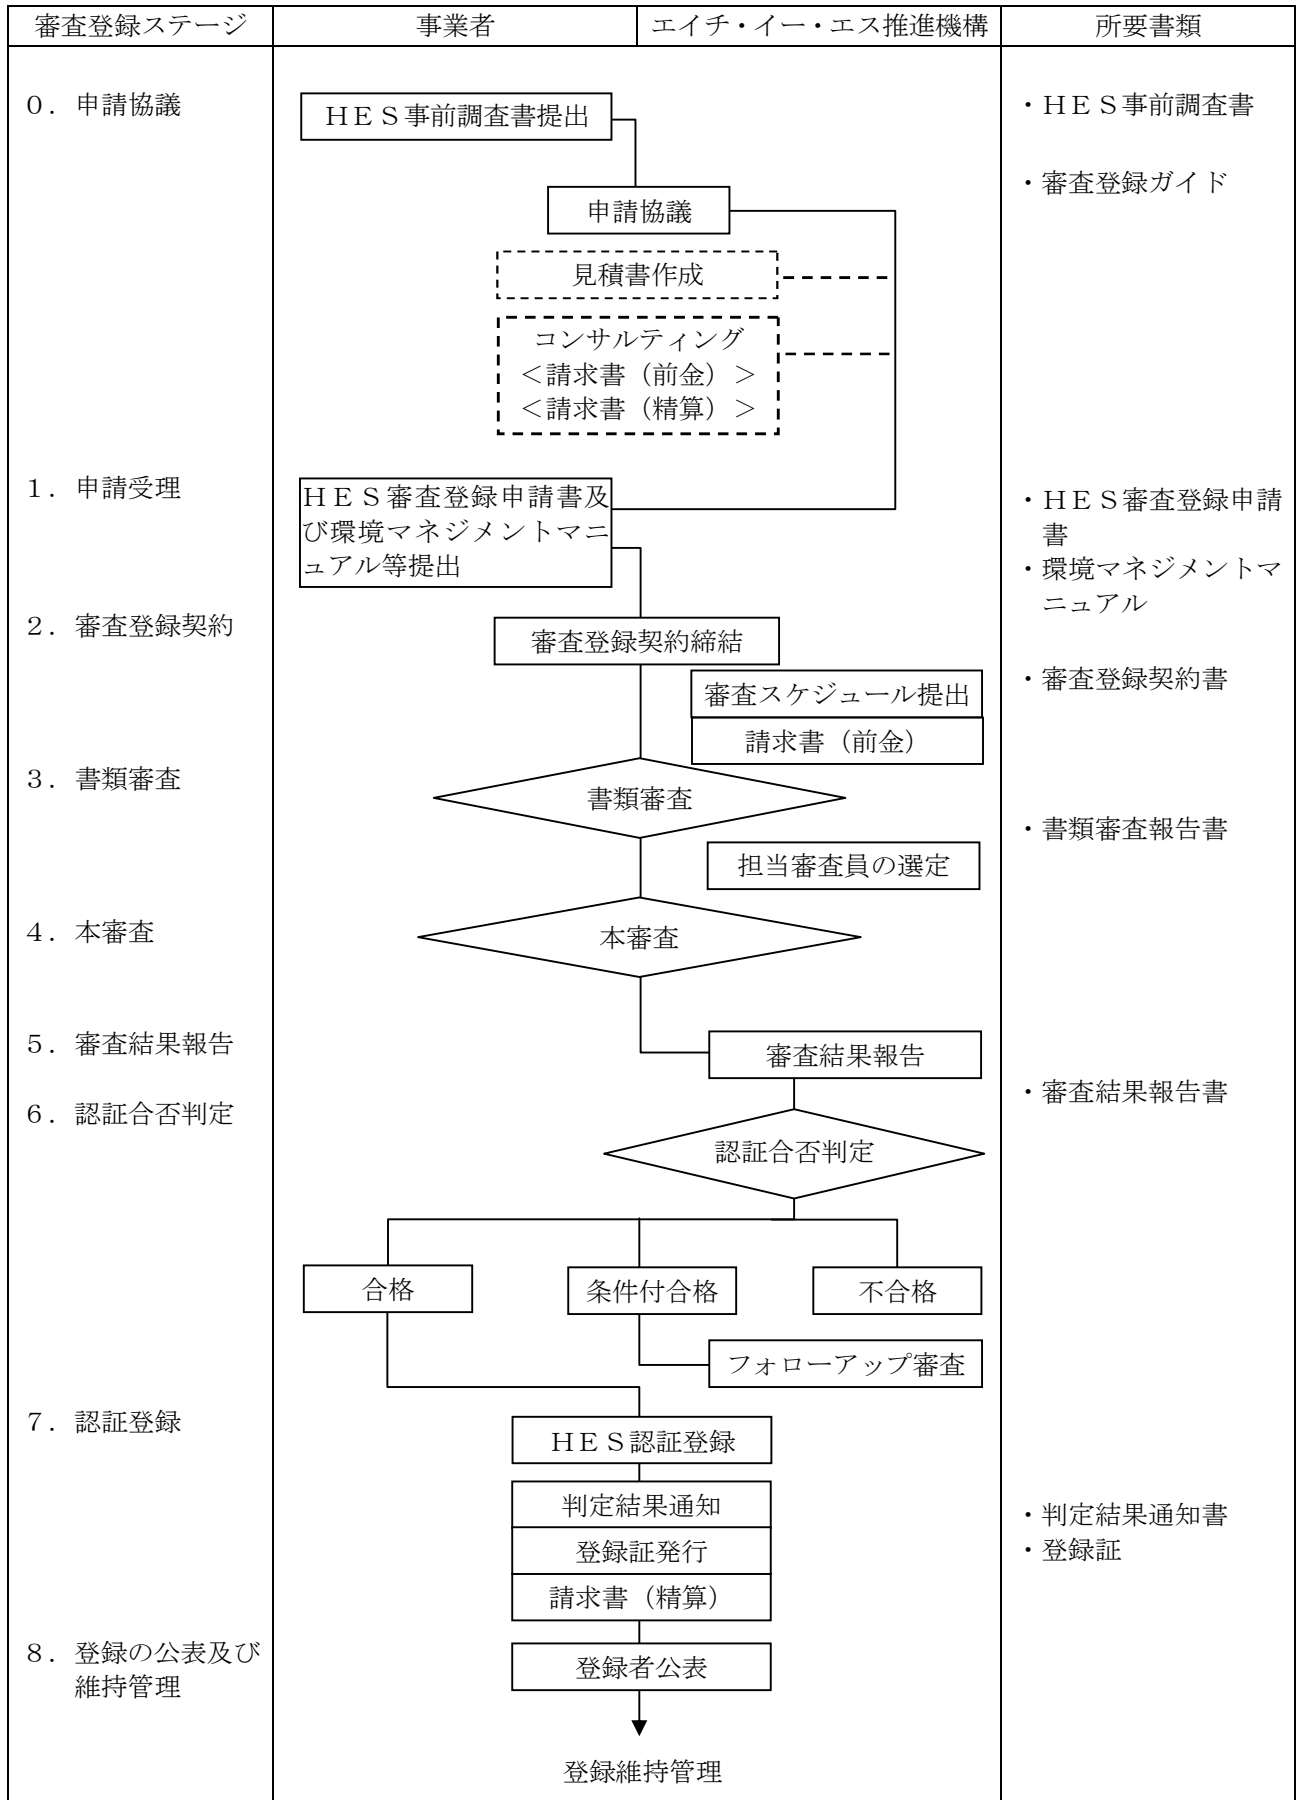 審査登録ステージ
事業者
エイチ・イー・エス推進機構
所要書類
０．申請協議
ＨＥＳ事前調査書提出
・ＨＥＳ事前調査書
申請協議
・審査登録ガイド
見積書作成
コンサルティング
＜請求書（前金）＞
＜請求書（精算）＞
１．申請受理
ＨＥＳ審査登録申請書及
び環境マネジメントマニ
ュアル等提出
・ＨＥＳ審査登録申請
書
・環境マネジメントマ
ニュアル
２．審査登録契約
審査登録契約締結
審査スケジュール提出
請求書（前金）
・審査登録契約書
３．書類審査
書類審査
・書類審査報告書
担当審査員の選定
４．本審査
本審査
５．審査結果報告
審査結果報告
・審査結果報告書
６．認証合否判定
認証合否判定
合格
条件付合格
不合格
フォローアップ審査
７．認証登録
ＨＥＳ認証登録
判定結果通知
登録証発行
請求書（精算）
・判定結果通知書
・登録証
８．登録の公表及び
維持管理
登録者公表
登録維持管理